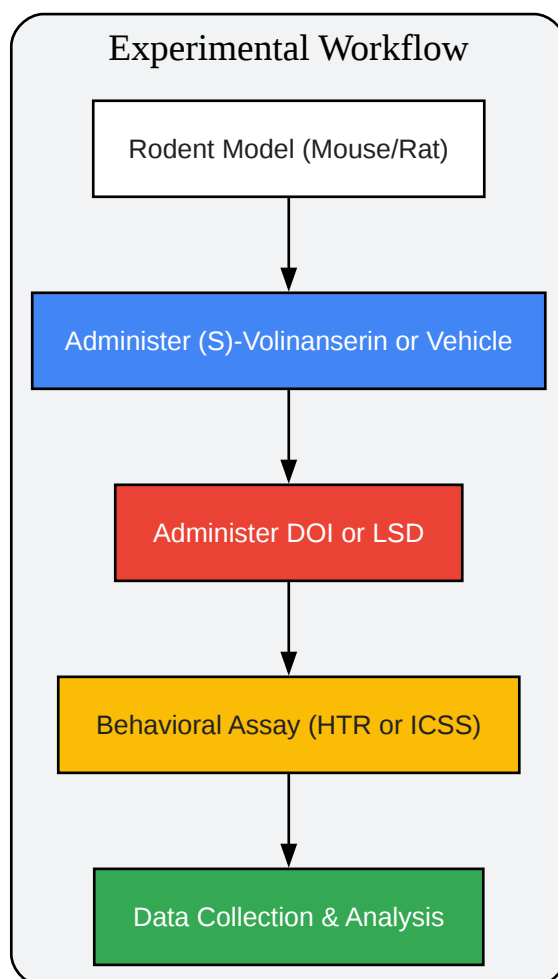 Experimental Workflow
Rodent Model (Mouse/Rat)
Administer (S)-Volinanserin or Vehicle
Administer DOI or LSD
Behavioral Assay (HTR or ICSS)
Data Collection & Analysis